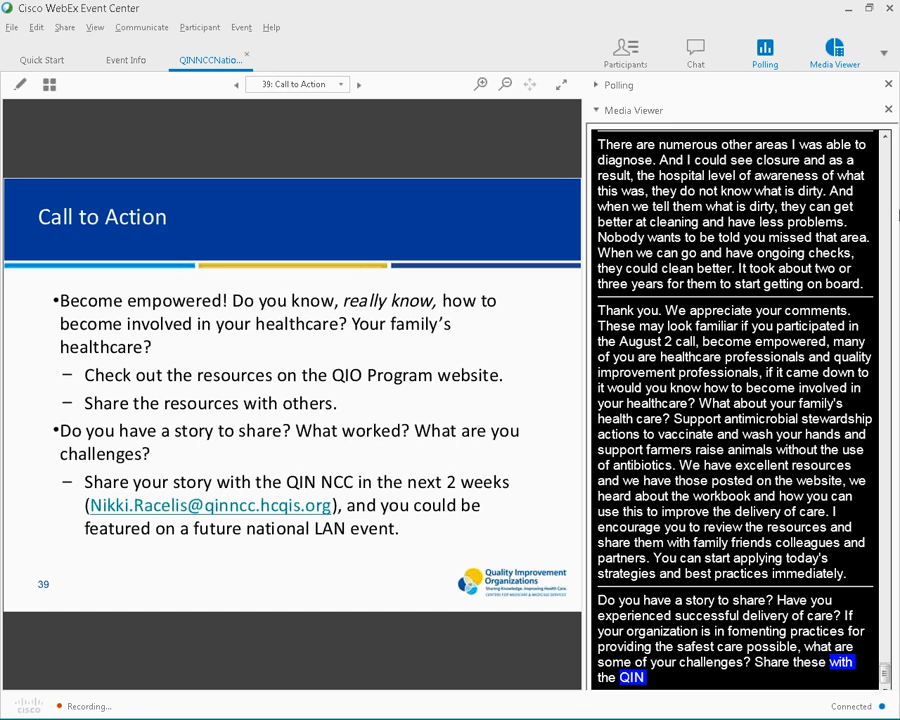 Cisco WebEx Event Center
File Edit Share View Communicate Participant Event Help
Quick Start Event Info QINNCCNatio...
Participants Chat Polling Media Viewer
39: Call to Action
Call to Action
•Become empowered! Do you know, really know, how to
become involved in your healthcare? Your family’s
healthcare?
– Check out the resources on the QIO Program website.
– Share the resources with others.
•Do you have a story to share? What worked? What are you
challenges?
– Share your story with the QIN NCC in the next 2 weeks
(Nikki.Racelis@qinncc.hcqis.org), and you could be
featured on a future national LAN event.
39
Quality Improvement
Organizations
Sharing Knowledge. Improving Health Care.
CENTERS FOR MEDICARE & MEDICAID SERVICES
Polling
Media Viewer
There are numerous other areas I was able to
diagnose. And I could see closure and as a
result, the hospital level of awareness of what
this was, they do not know what is dirty. And
when we tell them what is dirty, they can get
better at cleaning and have less problems.
Nobody wants to be told you missed that area.
When we can go and have ongoing checks,
they could clean better. It took about two or
three years for them to start getting on board.
Thank you. We appreciate your comments.
These may look familiar if you participated in
the August 2 call, become empowered, many
of you are healthcare professionals and quality
improvement professionals, if it came down to
it would you know how to become involved in
your healthcare? What about your family's
health care? Support antimicrobial stewardship
actions to vaccinate and wash your hands and
support farmers raise animals without the use
of antibiotics. We have excellent resources
and we have those posted on the website, we
heard about the workbook and how you can
use this to improve the delivery of care. I
encourage you to review the resources and
share them with family friends colleagues and
partners. You can start applying today's
strategies and best practices immediately.
Do you have a story to share? Have you
experienced successful delivery of care? If
your organization is in fomenting practices for
providing the safest care possible, what are
some of your challenges? Share these with
the QIN
cisco Recording... Connected